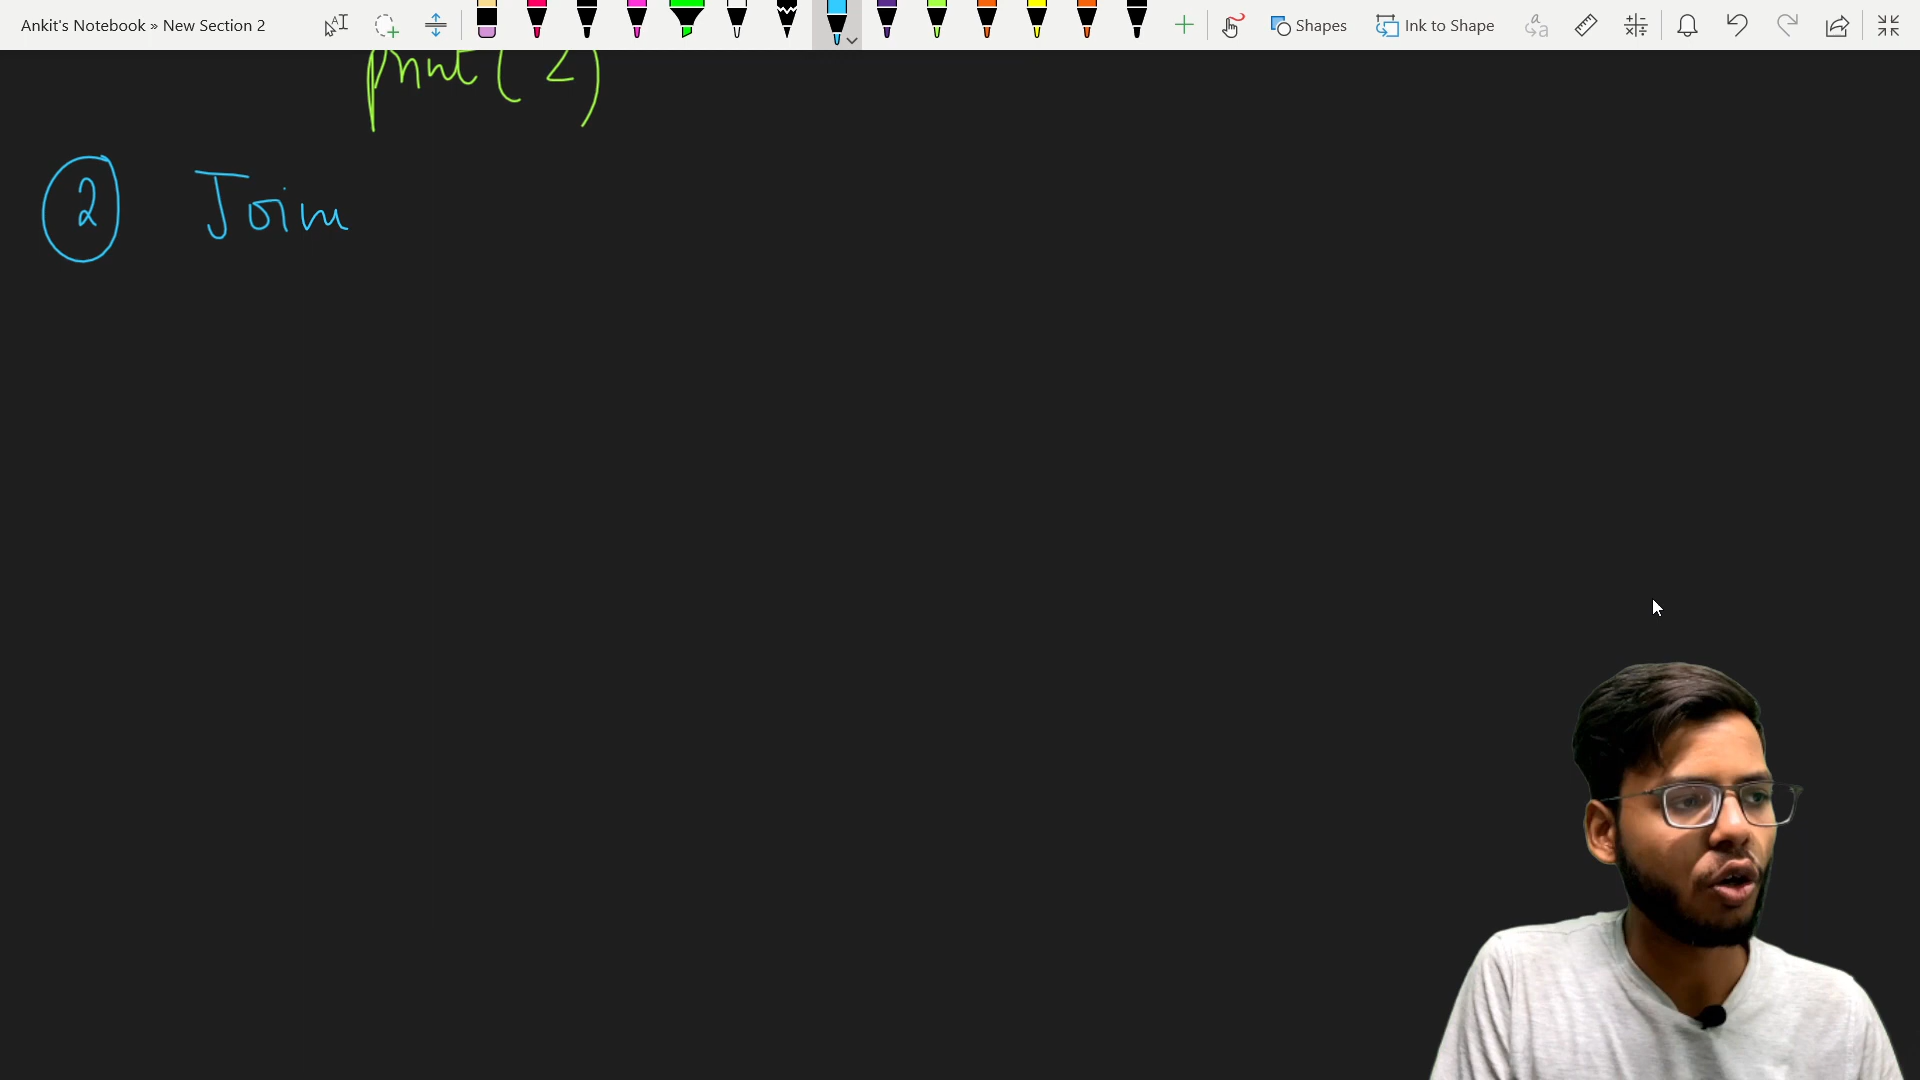 Ankit's Notebook » New Section 2
Shapes
Ink to Shape
print( 2)
2 Join